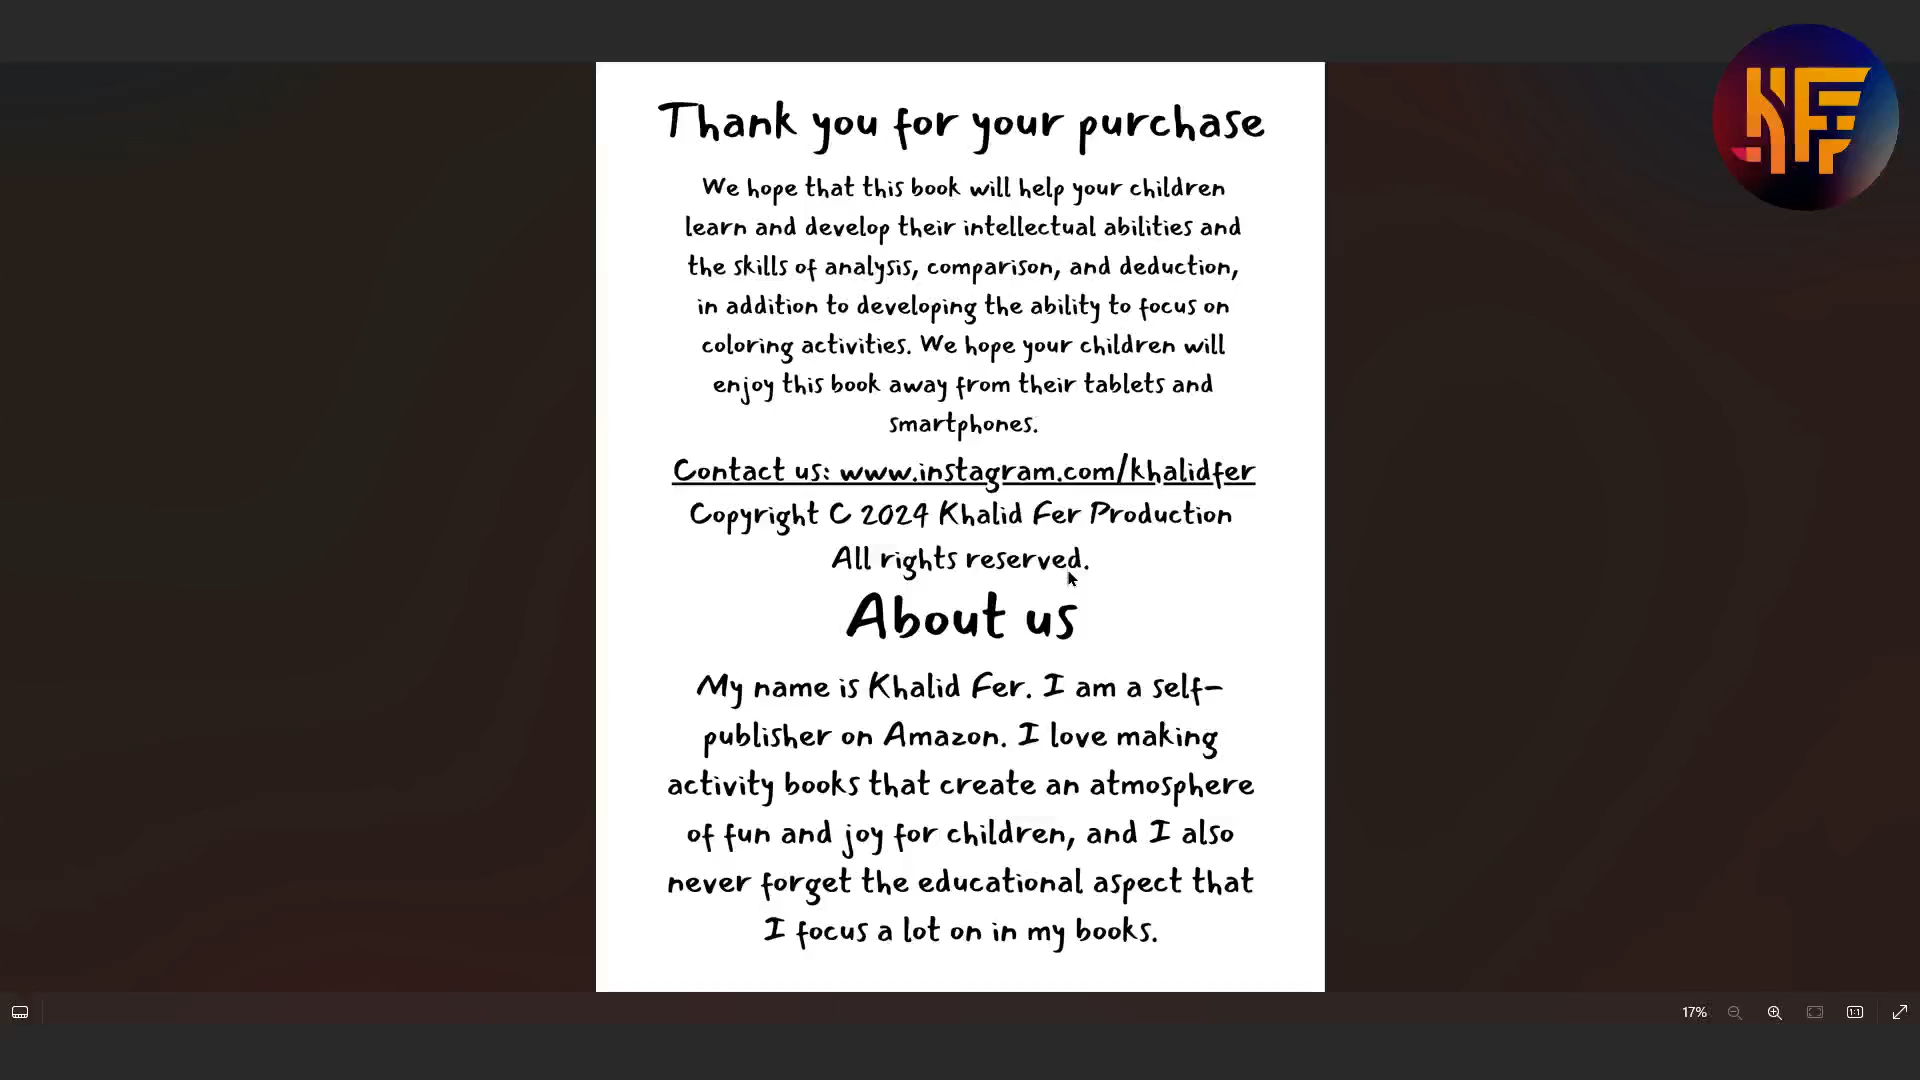 Thank you for your purchase
We hope that this book will help your children
learn and develop their intellectual abilities and
the skills of analysis, comparison, and deduction,
in addition to developing the ability to focus on
coloring activities. We hope your children will
enjoy this book away from their tablets and
smartphones.
Contact us: www.instagram.com/khalidfer
Copyright C 2024 Khalid Fer Production
All rights reserved.
About us
My name is Khalid Fer. I am a self-
publisher on Amazon. I love making
activity books that create an atmosphere
of fun and joy for children, and I also
never forget the educational aspect that
I focus a lot on in my books.
KF
17%
1:1